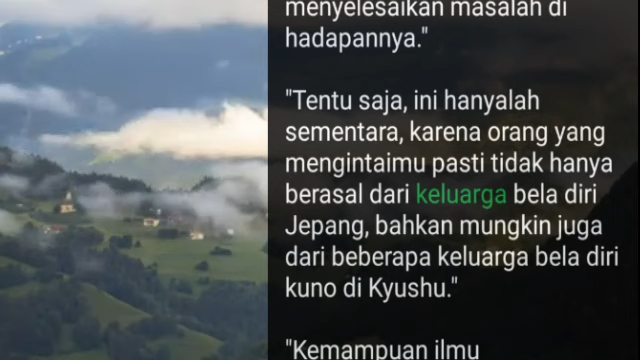 menyelesaikan masalah di
hadapannya."
"Tentu saja, ini hanyalah
sementara, karena orang yang
mengintaimu pasti tidak hanya
berasal dari keluarga bela diri
Jepang, bahkan mungkin juga
dari beberapa keluarga bela diri
kuno di Kyushu."
"Kemampuan ilmu